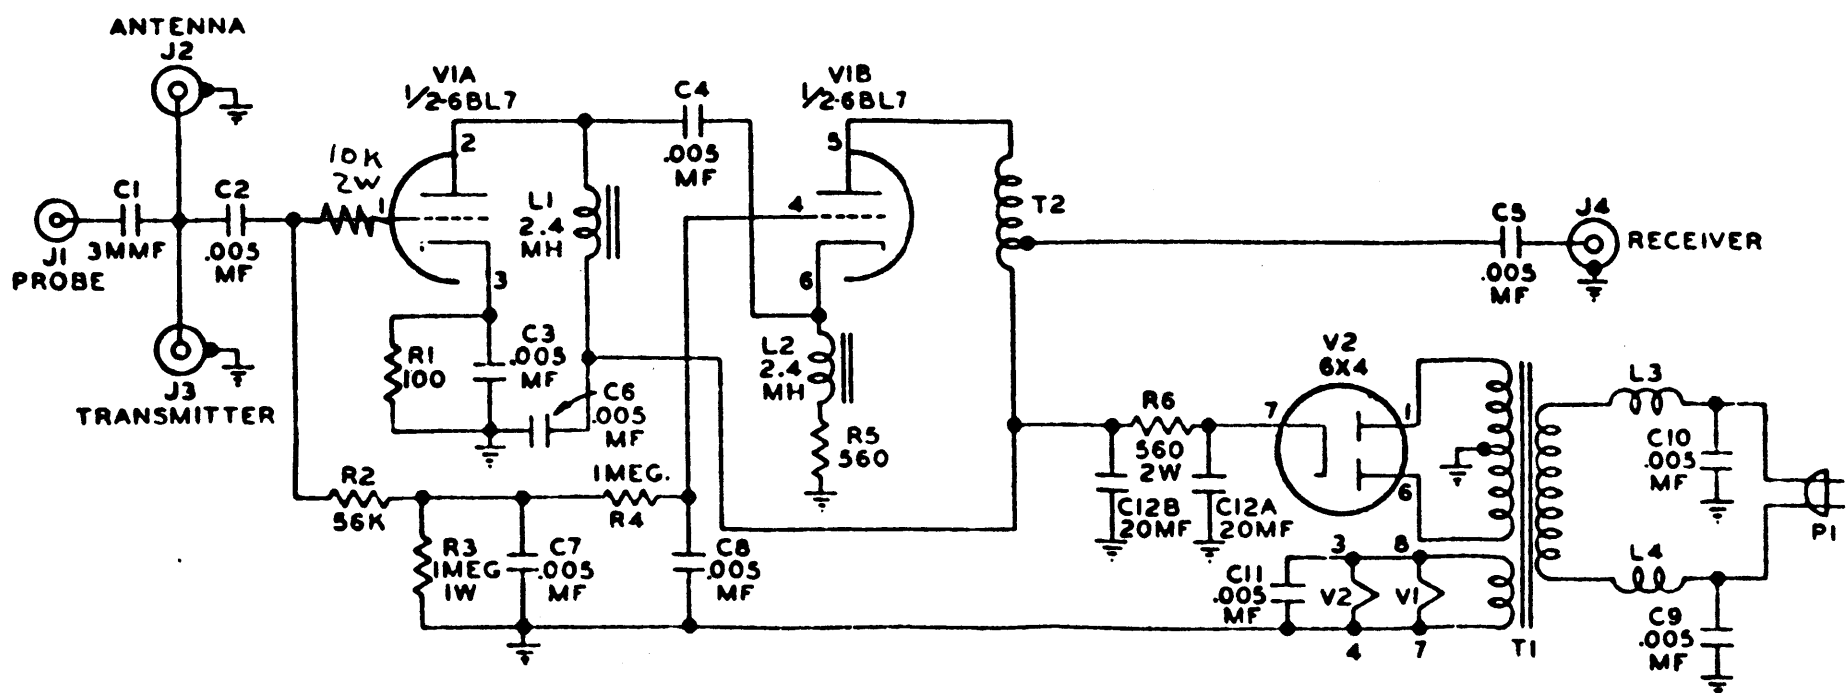 ANTENNA
J2
V1A
1/2-6BL7
C4
.005
MF
V1B
1/2-6BL7
2
5
10K
2W
C1
3MMF
C2
.005
MF
1
L1
2.4
MH
4
T2
C5
.005
MF
J4
RECEIVER
J1
PROBE
3
6
J3
TRANSMITTER
R1
100
C3
.005
MF
C6
.005
MF
L2
2.4
MH
R5
560
V2
6X4
7
1
6
R6
560
2W
C12B
20MF
C12A
20MF
L3
C10
.005
MF
P1
R2
56K
1MEG.
R4
R3
1MEG
1W
C7
.005
MF
C8
.005
MF
C11
.005
MF
3
8
V2
V1
4
7
T1
L4
C9
.005
MF